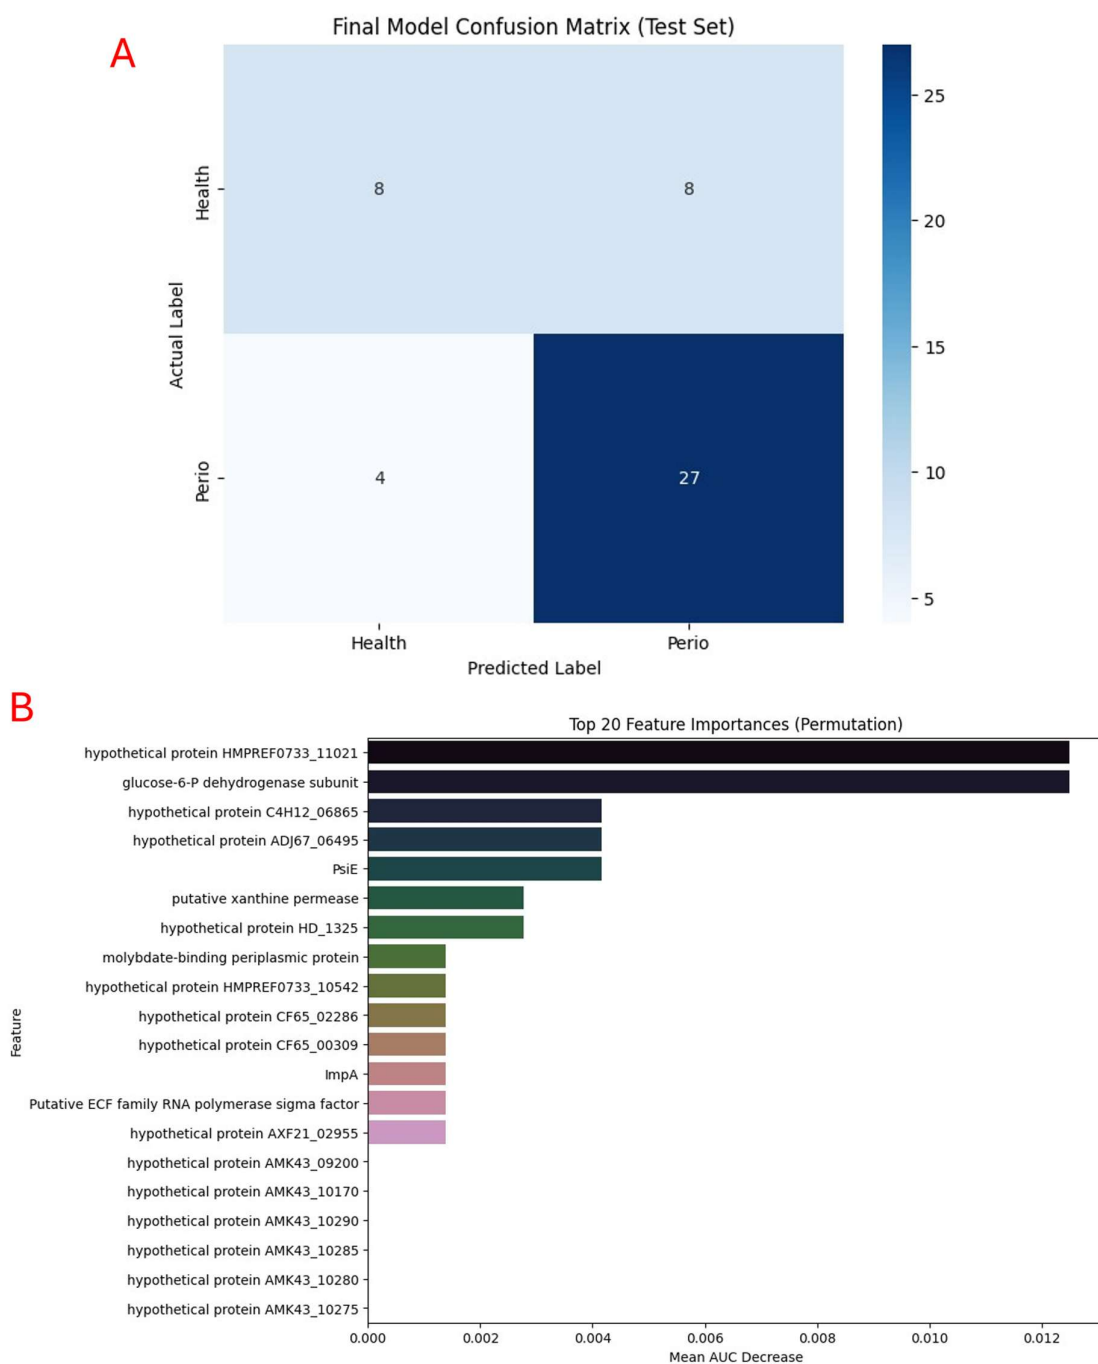 A
Final Model Confusion Matrix (Test Set)
Actual Label
Health
8
8
Perio
4
27
Health
Perio
Predicted Label
25
20
15
10
5
B
Top 20 Feature Importances (Permutation)
Feature
hypothetical protein HMPREF0733_11021
glucose-6-P dehydrogenase subunit
hypothetical protein C4H12_06865
hypothetical protein ADJ67_06495
PsiE
putative xanthine permease
hypothetical protein HD_1325
molybdate-binding periplasmic protein
hypothetical protein HMPREF0733_10542
hypothetical protein CF65_02286
hypothetical protein CF65_00309
ImpA
Putative ECF family RNA polymerase sigma factor
hypothetical protein AXF21_02955
hypothetical protein AMK43_09200
hypothetical protein AMK43_10170
hypothetical protein AMK43_10290
hypothetical protein AMK43_10285
hypothetical protein AMK43_10280
hypothetical protein AMK43_10275
0.000
0.002
0.004
0.006
0.008
0.010
0.012
Mean AUC Decrease